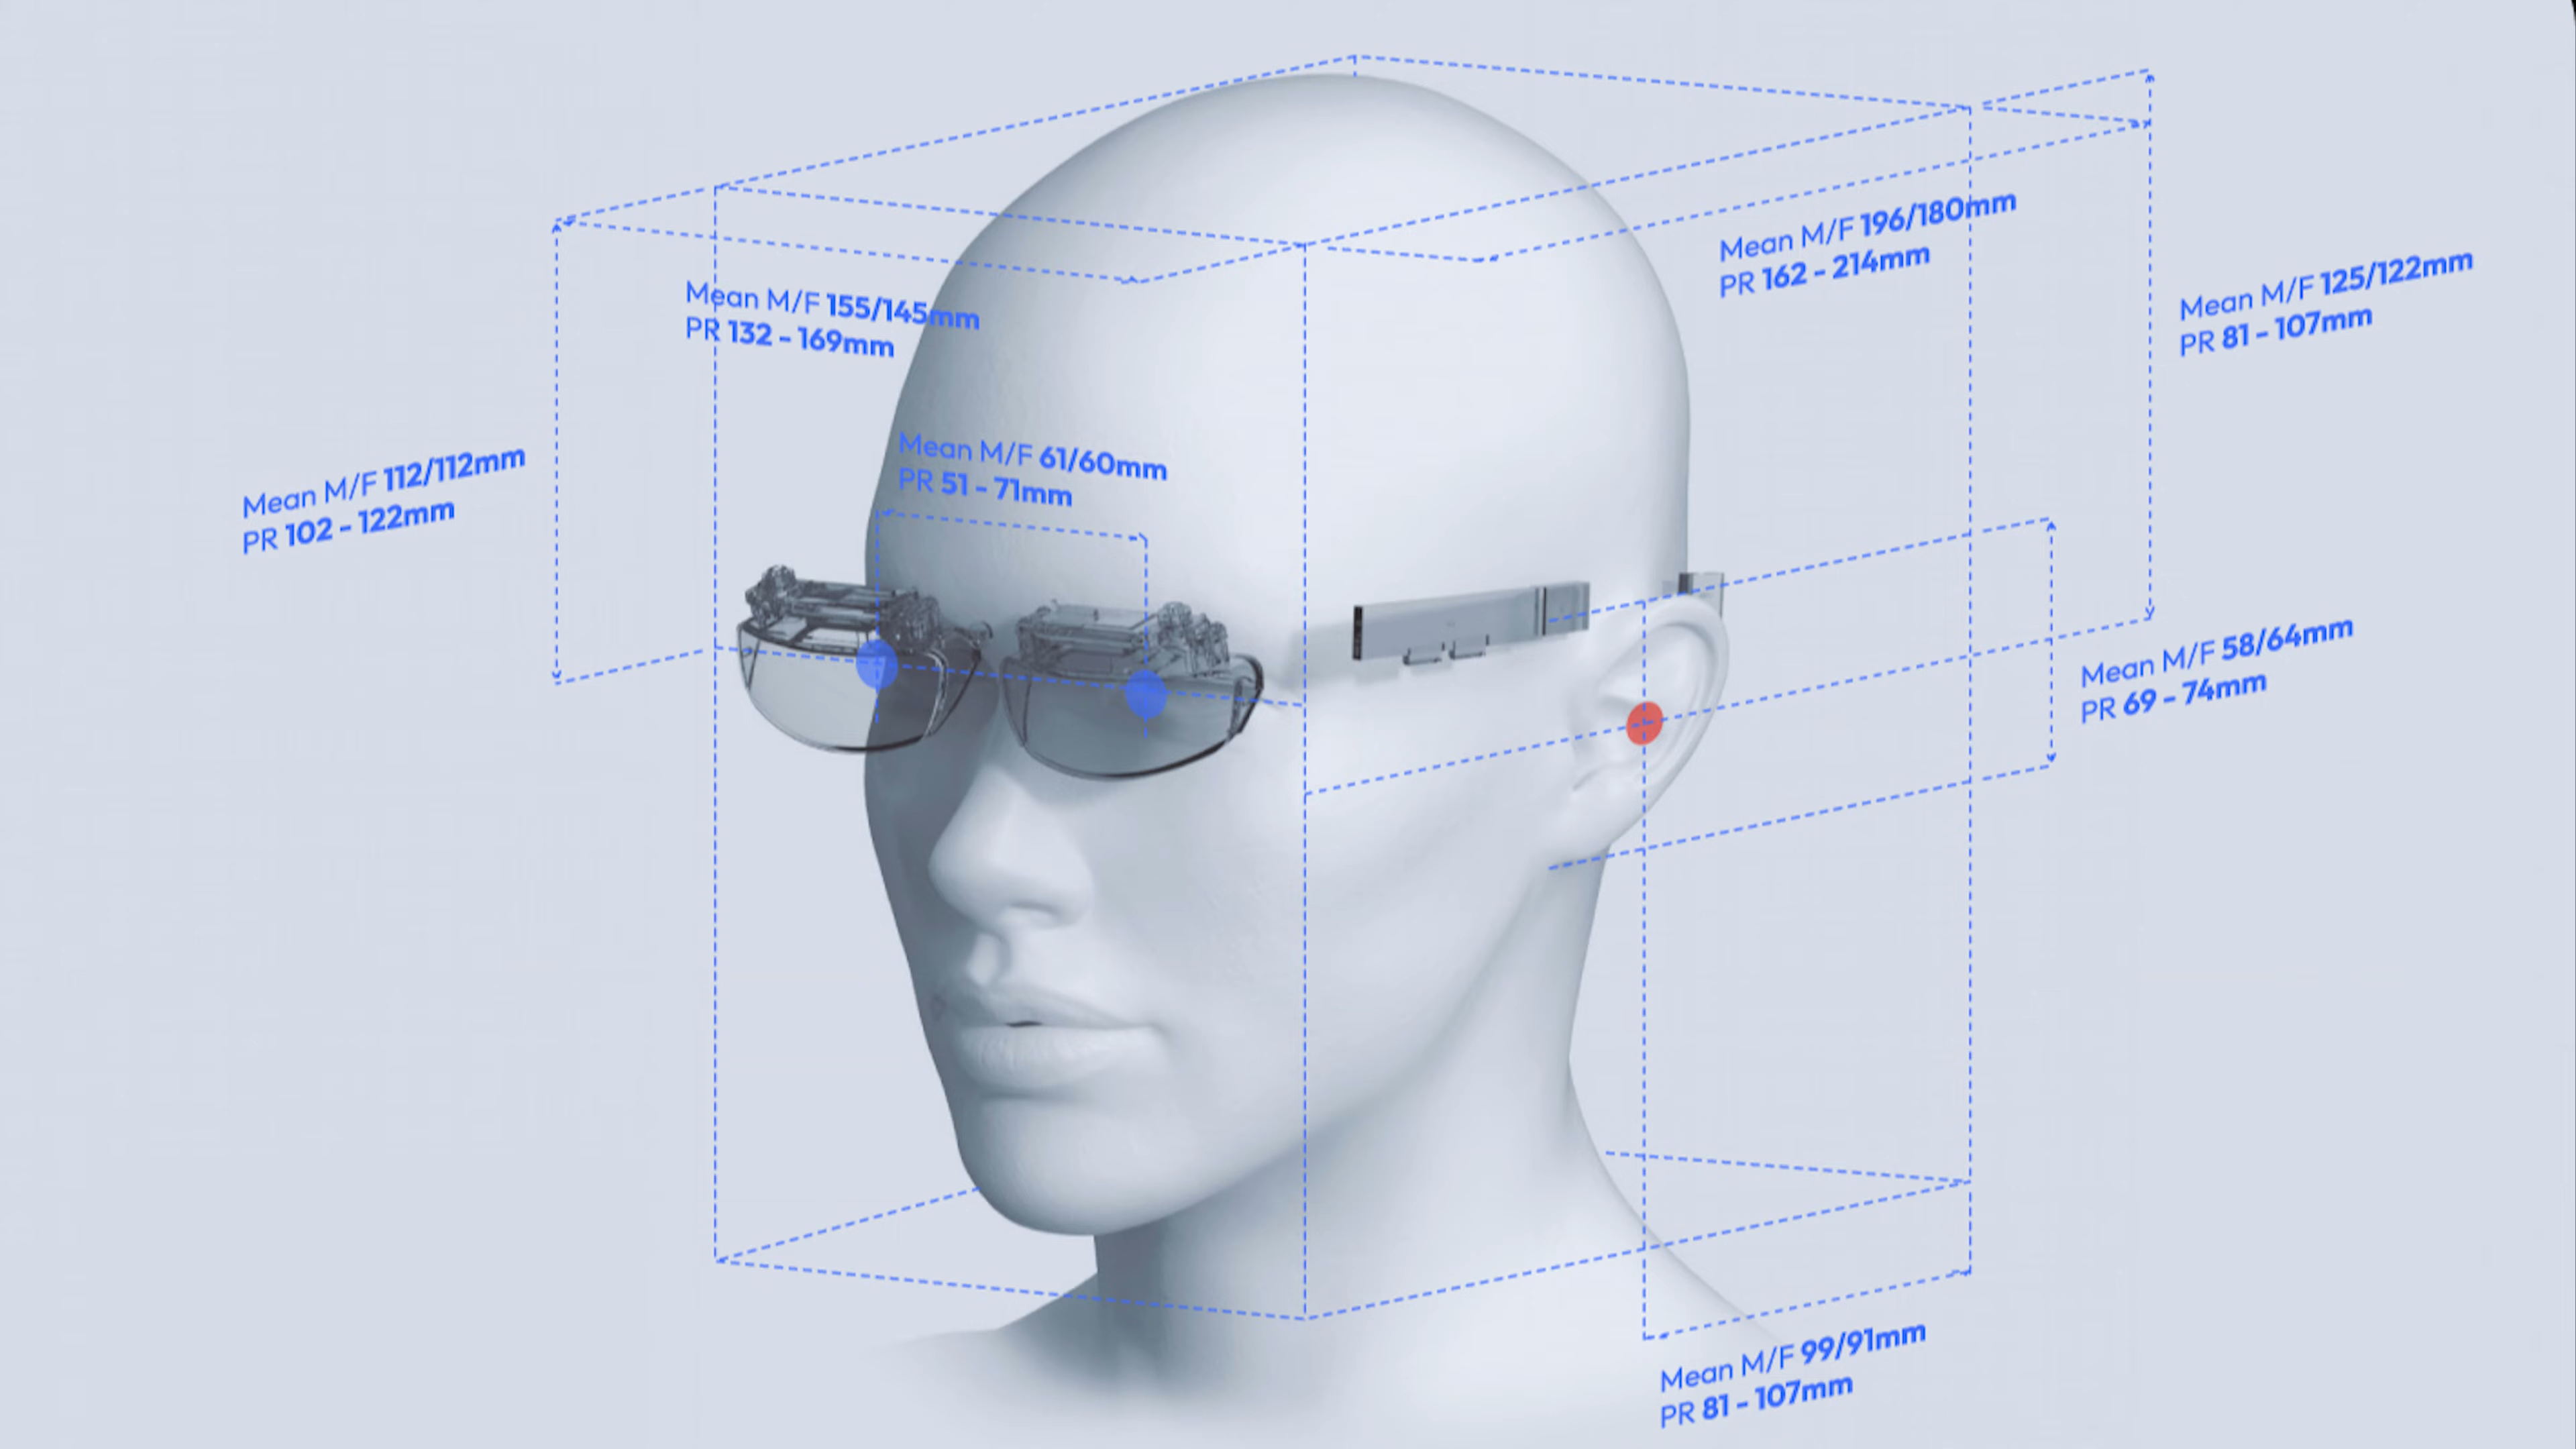 Mean M/F 196/180mm
PR 162 - 214mm
Mean M/F 125/122mm
PR 81 - 107mm
Mean M/F 155/145mm
PR 132 - 169mm
Mean M/F 61/60mm
PR 51 - 71mm
Mean M/F 112/112mm
PR 102 - 122mm
Mean M/F 58/64mm
PR 69 - 74mm
Mean M/F 99/91mm
PR 81 - 107mm